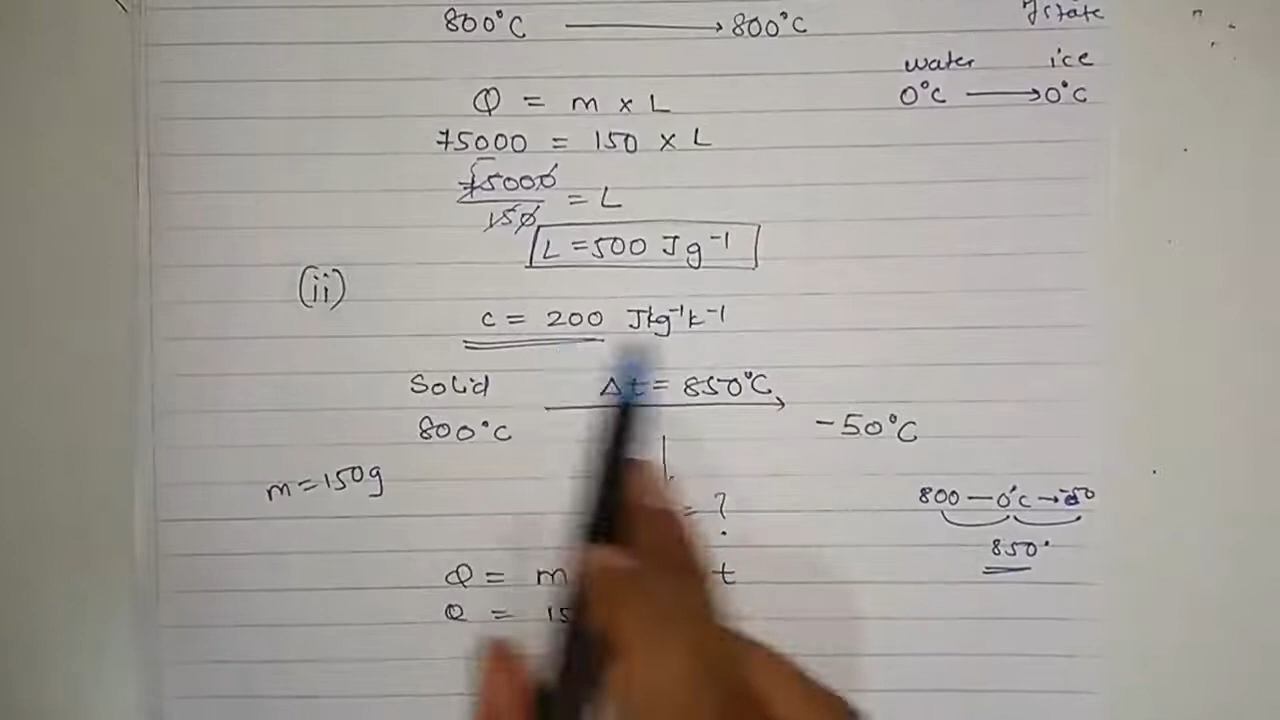 800°C ⟶ 800°C
state
water ice
0°C ⟶ 0°C
Q = m x L
75000 = 150 x L
75000/150 = L
L = 500 J g⁻¹
(ii)
c = 200 Jkg⁻¹k⁻¹
Solid Δt = 850°C
800°C -50°C
m = 150g
800 — 0°C → -50
= ?
850°
Q = m t
Q = 15